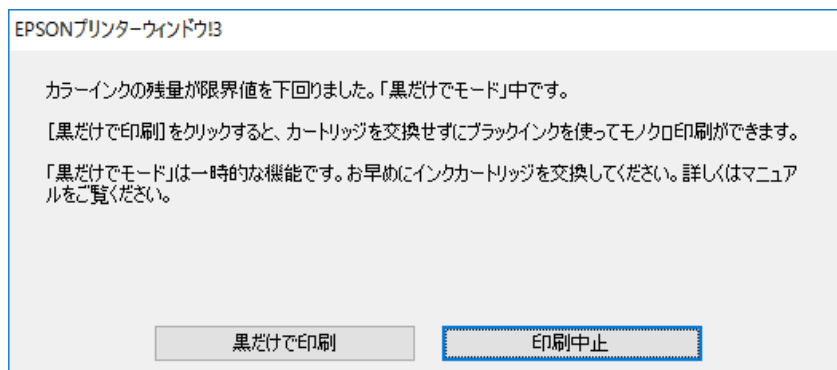 EPSONプリンターウィンドウ!3
カラーインクの残量が限界値を下回りました。「黒だけでモード」中です。
[黒だけで印刷]をクリックすると、カートリッジを交換せずにブラックインクを使ってモノクロ印刷ができます。
「黒だけでモード」は一時的な機能です。お早めにインクカートリッジを交換してください。詳しくはマニュア
ルをご覧ください。
黒だけで印刷
印刷中止